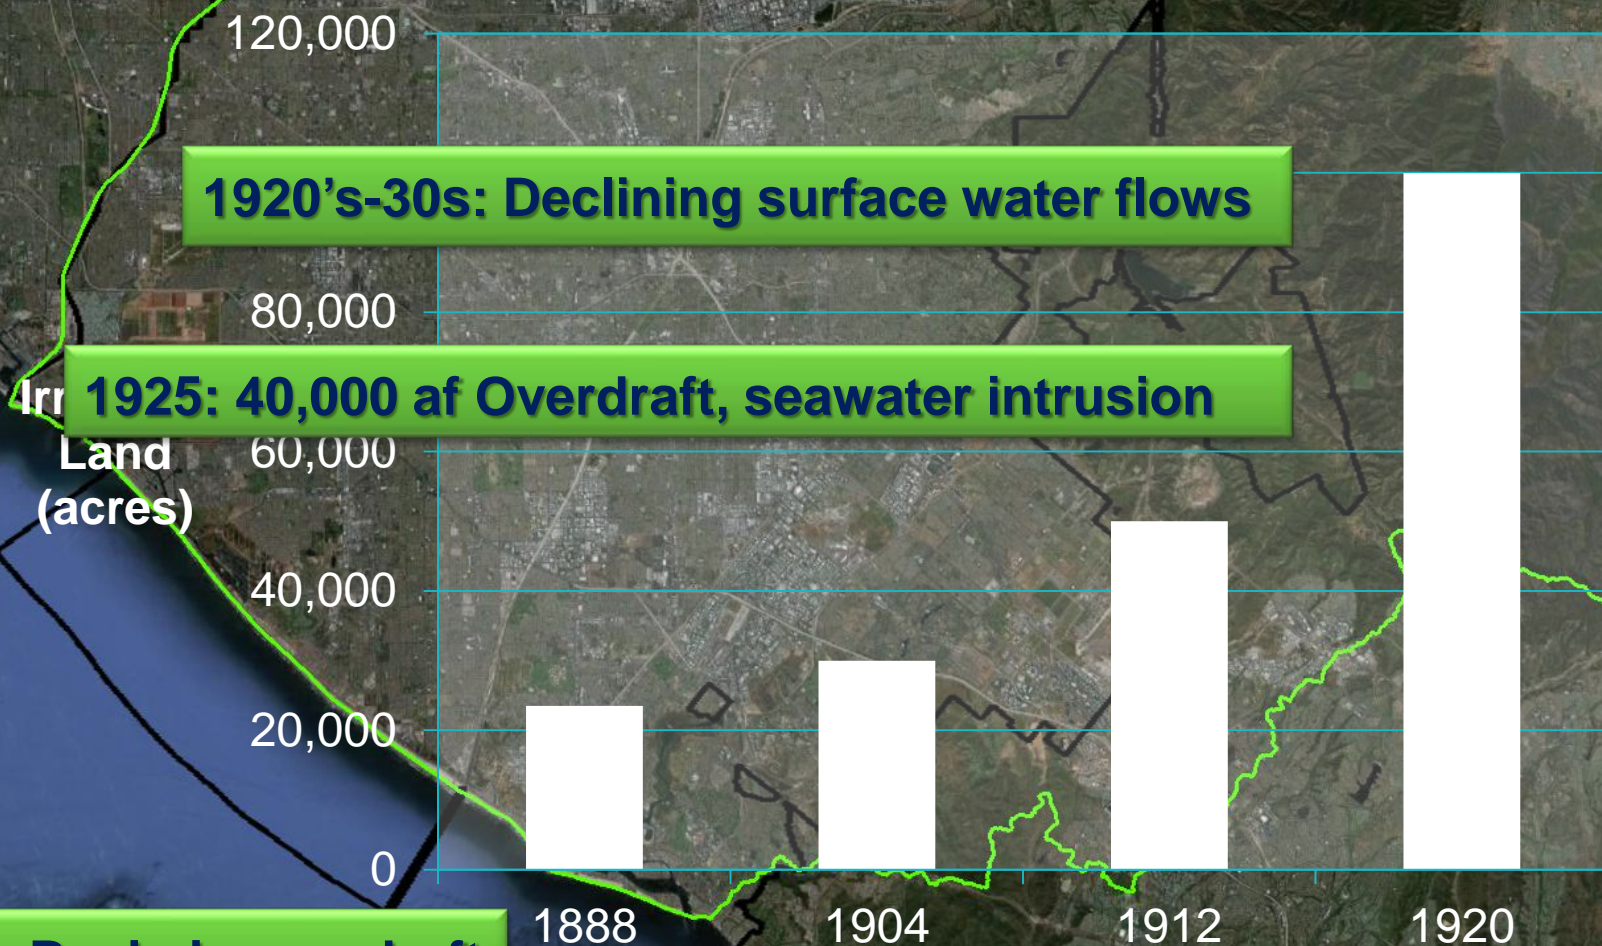 120,000
1920’s-30s: Declining surface water flows
80,000
1925: 40,000 af Overdraft, seawater intrusion
Land
(acres)
60,000
40,000
20,000
0
1888
1904
1912
1920